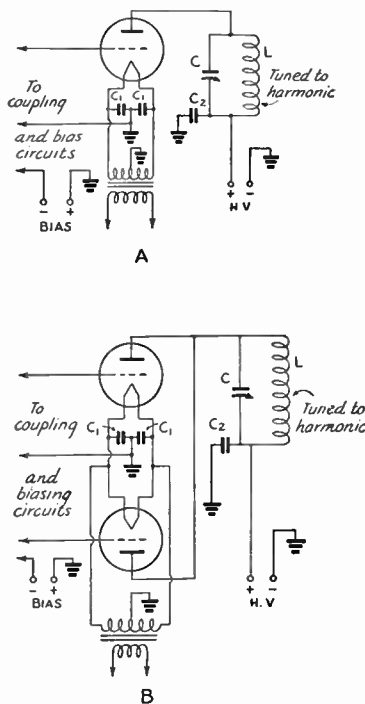 C₁ C₁
C
L
C₂
Tuned to
harmonic
To
coupling
and bias
circuits
- +
BIAS
+ -
H V
A
C
L
C₂
Tuned to
harmonic
To
coupling
C₁ C₁
and
biasing
circuits
- +
BIAS
+ -
H.V
B